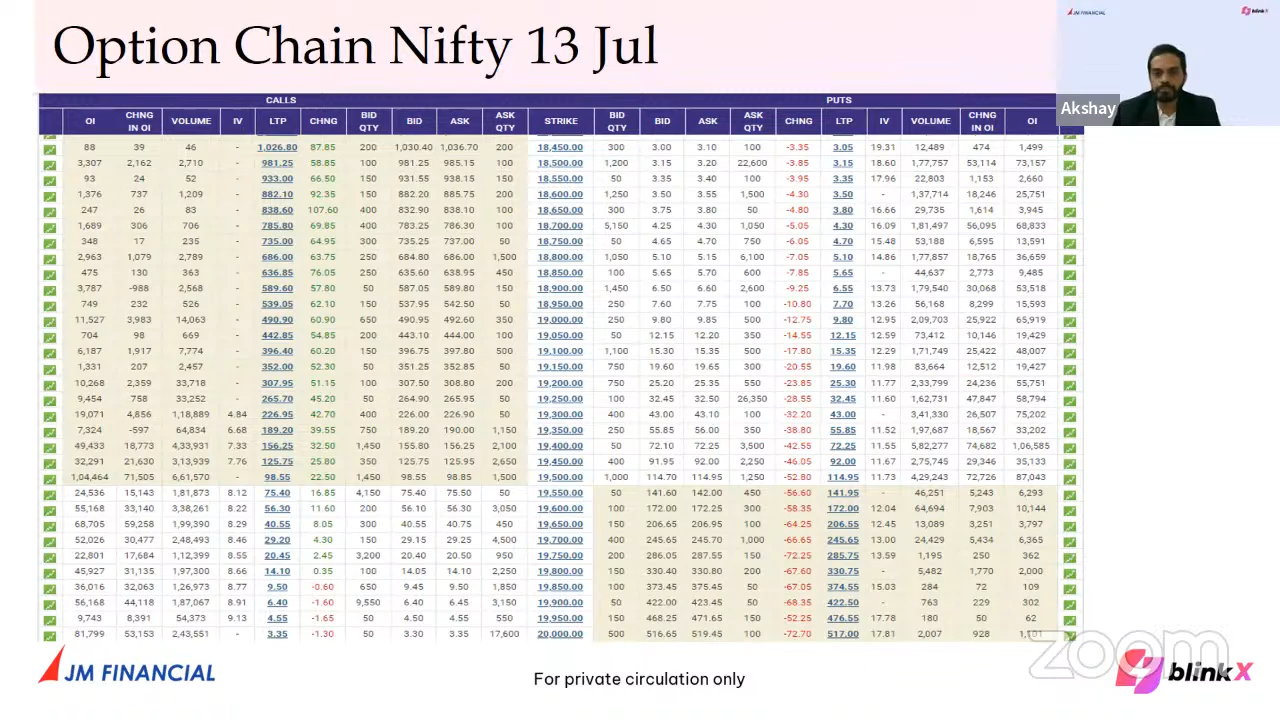 Option Chain Nifty 13 Jul
JM FINANCIAL
blinkX
Akshay
CALLS PUTS
OI CHNG IN OI VOLUME IV LTP CHNG BID QTY BID ASK ASK QTY STRIKE BID QTY BID ASK ASK QTY CHNG LTP IV VOLUME CHNG IN OI OI
88 39 46 - 1,026.80 87.85 100 1,030.40 1,036.70 200 18,450.00 300 3.00 3.10 100 -3.35 3.05 19.31 12,489 474 1,499
3,307 2,162 2,710 - 981.25 58.85 100 981.25 985.15 100 18,500.00 1,200 3.15 3.20 22,600 -3.85 3.15 18.60 1,77,757 53,114 73,157
93 24 52 - 933.00 66.50 150 931.55 938.15 150 18,550.00 50 3.35 3.40 100 -3.95 3.35 17.96 22,803 1,153 2,660
1,376 737 1,209 - 882.10 92.35 150 882.20 885.75 200 18,600.00 1,250 3.50 3.55 1,500 -4.30 3.50 - 1,37,714 18,246 25,751
247 26 83 - 838.60 107.60 400 832.90 838.10 100 18,650.00 300 3.75 3.80 50 -4.80 3.80 16.66 29,735 1,614 3,945
1,689 306 706 - 785.80 69.85 400 783.25 786.30 100 18,700.00 5,150 4.25 4.30 1,050 -5.05 4.30 16.09 1,81,497 56,095 68,833
348 17 235 - 735.00 64.95 300 735.25 737.00 50 18,750.00 50 4.65 4.70 750 -6.05 4.70 15.48 53,188 6,595 13,591
2,963 1,079 2,789 - 686.00 63.75 250 684.80 686.00 1,500 18,800.00 1,050 5.10 5.15 6,100 -7.05 5.10 14.86 1,77,857 18,765 36,659
475 130 363 - 636.85 76.05 250 635.60 638.95 450 18,850.00 100 5.65 5.70 600 -7.85 5.65 - 44,637 2,773 9,485
3,787 -988 2,568 - 589.60 57.80 50 587.05 589.80 150 18,900.00 1,450 6.50 6.60 2,600 -9.25 6.55 13.73 1,79,540 30,068 53,518
749 232 526 - 539.05 62.10 150 537.95 542.50 50 18,950.00 250 7.60 7.75 100 -10.80 7.70 13.26 56,168 8,299 15,593
11,527 3,983 14,063 - 490.90 60.90 650 490.95 492.60 350 19,000.00 250 9.80 9.85 500 -12.75 9.80 12.95 2,09,703 25,922 65,919
704 98 669 - 442.85 54.85 200 443.10 444.00 100 19,050.00 50 12.15 12.20 350 -14.55 12.15 12.59 73,412 10,146 19,429
6,187 1,917 7,774 - 396.40 60.20 150 396.75 397.80 500 19,100.00 1,100 15.30 15.35 500 -17.80 15.35 12.29 1,71,749 25,422 48,007
1,331 207 2,457 - 352.00 52.30 50 351.25 352.85 50 19,150.00 750 19.60 19.65 300 -20.55 19.60 11.98 83,664 12,512 19,427
10,268 2,359 33,718 - 307.95 51.15 100 307.50 308.80 200 19,200.00 750 25.20 25.35 550 -23.85 25.30 11.77 2,33,799 24,236 55,751
9,454 758 33,252 - 265.70 45.20 50 264.90 265.95 50 19,250.00 100 32.45 32.50 26,350 -28.55 32.45 11.60 1,62,731 47,847 58,794
19,071 4,856 1,18,889 4.84 226.95 42.70 400 226.00 226.90 50 19,300.00 400 43.00 43.10 100 -32.20 43.00 - 3,41,330 26,507 75,202
7,324 -597 64,834 6.68 189.20 39.55 750 189.20 190.00 1,150 19,350.00 250 55.85 56.00 350 -38.80 55.85 11.52 1,97,687 18,567 33,202
49,433 18,773 4,33,931 7.33 156.25 32.50 1,450 155.80 156.25 2,100 19,400.00 50 72.10 72.25 3,500 -42.55 72.25 11.55 5,82,277 74,682 1,06,585
32,291 21,630 3,13,939 7.76 125.75 25.80 350 125.75 125.95 2,650 19,450.00 400 91.95 92.00 2,250 -46.05 92.00 11.67 2,75,745 29,346 35,133
1,04,464 71,505 6,61,570 - 98.55 22.50 1,450 98.55 98.85 1,500 19,500.00 1,000 114.70 114.95 1,250 -52.80 114.95 11.73 4,29,243 72,726 87,043
24,536 15,143 1,81,873 8.12 75.40 16.85 4,150 75.40 75.50 50 19,550.00 50 141.60 142.00 450 -56.60 141.95 - 46,251 5,243 6,293
55,168 33,140 3,38,261 8.22 56.30 11.60 200 56.10 56.30 3,050 19,600.00 100 172.00 172.25 300 -58.35 172.00 12.04 64,694 7,903 10,144
68,705 59,258 1,99,390 8.29 40.55 8.05 300 40.55 40.75 450 19,650.00 150 206.65 206.95 100 -64.25 206.55 12.45 13,089 3,251 3,797
52,026 30,477 2,48,493 8.46 29.20 4.30 150 29.15 29.25 4,500 19,700.00 400 245.65 245.70 1,000 -66.65 245.65 13.00 24,429 5,434 6,365
22,801 17,684 1,12,399 8.55 20.45 2.45 3,200 20.40 20.50 950 19,750.00 200 286.05 287.55 150 -72.25 285.75 13.59 1,195 250 362
45,927 31,135 1,97,300 8.66 14.10 0.35 100 14.05 14.10 2,250 19,800.00 150 330.40 330.80 200 -67.60 330.75 - 5,482 1,770 2,000
36,016 32,063 1,26,973 8.77 9.50 -0.60 650 9.45 9.50 1,850 19,850.00 100 373.45 375.45 50 -67.05 374.55 15.03 284 72 109
56,168 44,118 1,87,067 8.91 6.40 -1.60 9,550 6.40 6.45 3,150 19,900.00 50 422.00 423.45 50 -68.35 422.50 - 763 229 302
9,743 8,391 54,373 9.13 4.55 -1.65 150 4.50 4.55 550 19,950.00 150 468.25 471.65 150 -52.25 476.55 17.78 180 50 62
81,799 53,153 2,43,551 - 3.35 -1.30 50 3.30 3.35 17,600 20,000.00 500 516.65 519.45 100 -72.70 517.00 17.81 2,007 928 1,101
zoom
JM FINANCIAL
For private circulation only
blinkX